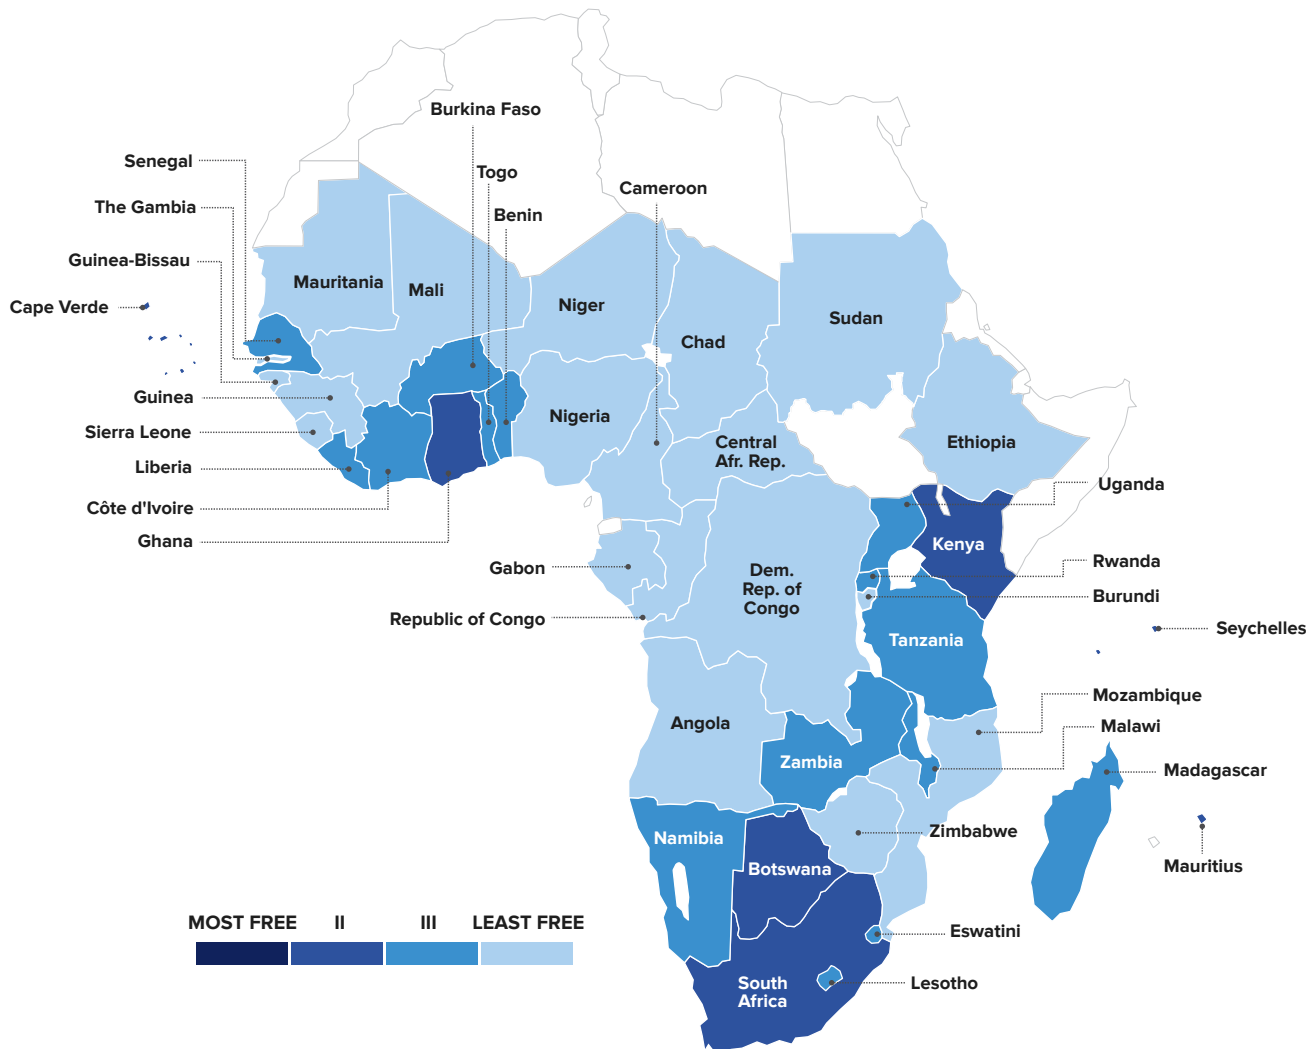 Burkina Faso
Senegal
Togo
Cameroon
The Gambia
Benin
Guinea-Bissau
Mauritania
Mali
Cape Verde
Niger
Sudan
Chad
Guinea
Nigeria
Sierra Leone
Central
Afr. Rep.
Ethiopia
Liberia
Uganda
Côte d'Ivoire
Ghana
Kenya
Rwanda
Gabon
Dem.
Rep. of
Congo
Burundi
Republic of Congo
Seychelles
Tanzania
Mozambique
Angola
Malawi
Zambia
Madagascar
Namibia
Zimbabwe
Mauritius
Botswana
MOST FREE II III LEAST FREE
Eswatini
South
Africa
Lesotho